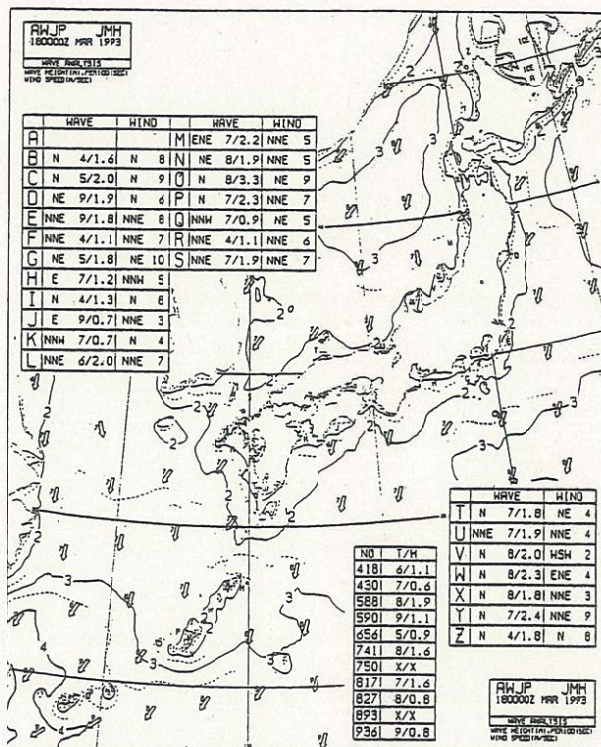 AWJP JMH
180000Z MAR 1993
WAVE ANALYSIS
WAVE HEIGHT(M),PERIOD(SEC)
WIND SPEED(M/SEC)
WAVE WIND WAVE WIND
A M ENE 7/2.2 NNE 5
B N 4/1.6 N 8 N NE 8/1.9 NNE 5
C N 5/2.0 N 9 O N 8/3.3 NE 9
D NE 9/1.9 N 6 P N 7/2.3 NNE 7
E NNE 9/1.8 NNE 8 Q NNW 7/0.9 NE 5
F NNE 4/1.1 NNE 7 R NNE 4/1.1 NNE 6
G NE 5/1.8 NE 10 S NNE 7/1.9 NNE 7
H E 7/1.2 NNW 5
I N 4/1.3 N 8
J E 9/0.7 NNE 3
K NNW 7/0.7 N 4
L NNE 6/2.0 NNE 7
WAVE WIND
T N 7/1.8 NE 4
U NNE 7/1.9 NNE 4
V N 8/2.0 WSW 2
W N 8/2.3 ENE 4
X N 8/1.8 NNE 3
Y N 7/2.4 NNE 9
Z N 4/1.8 N 8
NO T/H
418 6/1.1
430 7/0.6
588 8/1.9
590 9/1.1
656 5/0.9
741 8/1.6
750 X/X
817 7/1.6
827 8/0.8
893 X/X
936 9/0.8
AWJP JMH
180000Z MAR 1993
WAVE ANALYSIS
WAVE HEIGHT(M),PERIOD(SEC)
WIND SPEED(M/SEC)